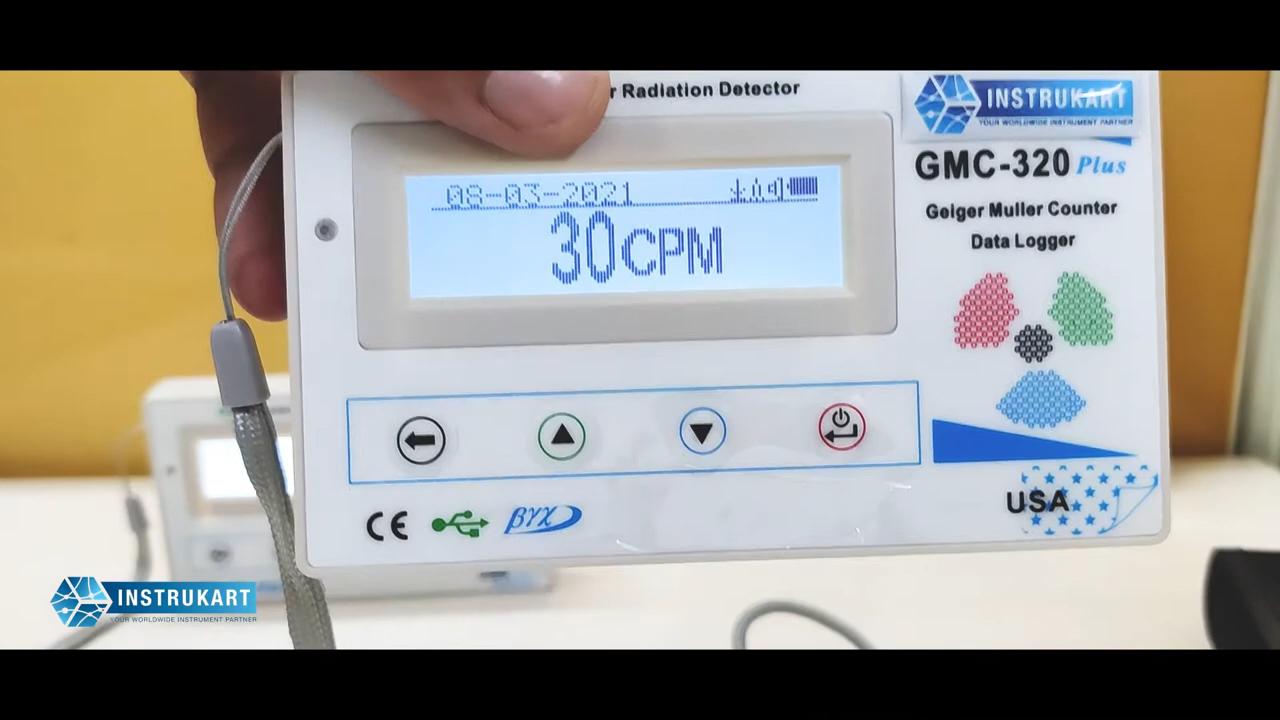 r Radiation Detector
INSTRUKART
YOUR WORLDWIDE INSTRUMENT PARTNER
GMC-320 Plus
Geiger Muller Counter
Data Logger
08-03-2021
30CPM
CE
βγχ
USA
INSTRUKART
YOUR WORLDWIDE INSTRUMENT PARTNER